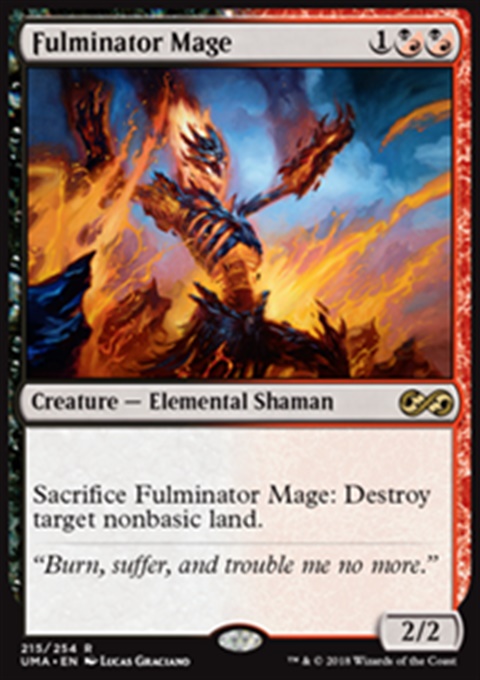 Fulminator Mage 1
Creature — Elemental Shaman
Sacrifice Fulminator Mage: Destroy
target nonbasic land.
“Burn, suffer, and trouble me no more.”
2/2
215/254 R
UMA • EN Lucas Graciano
™ & © 2018 Wizards of the Coast